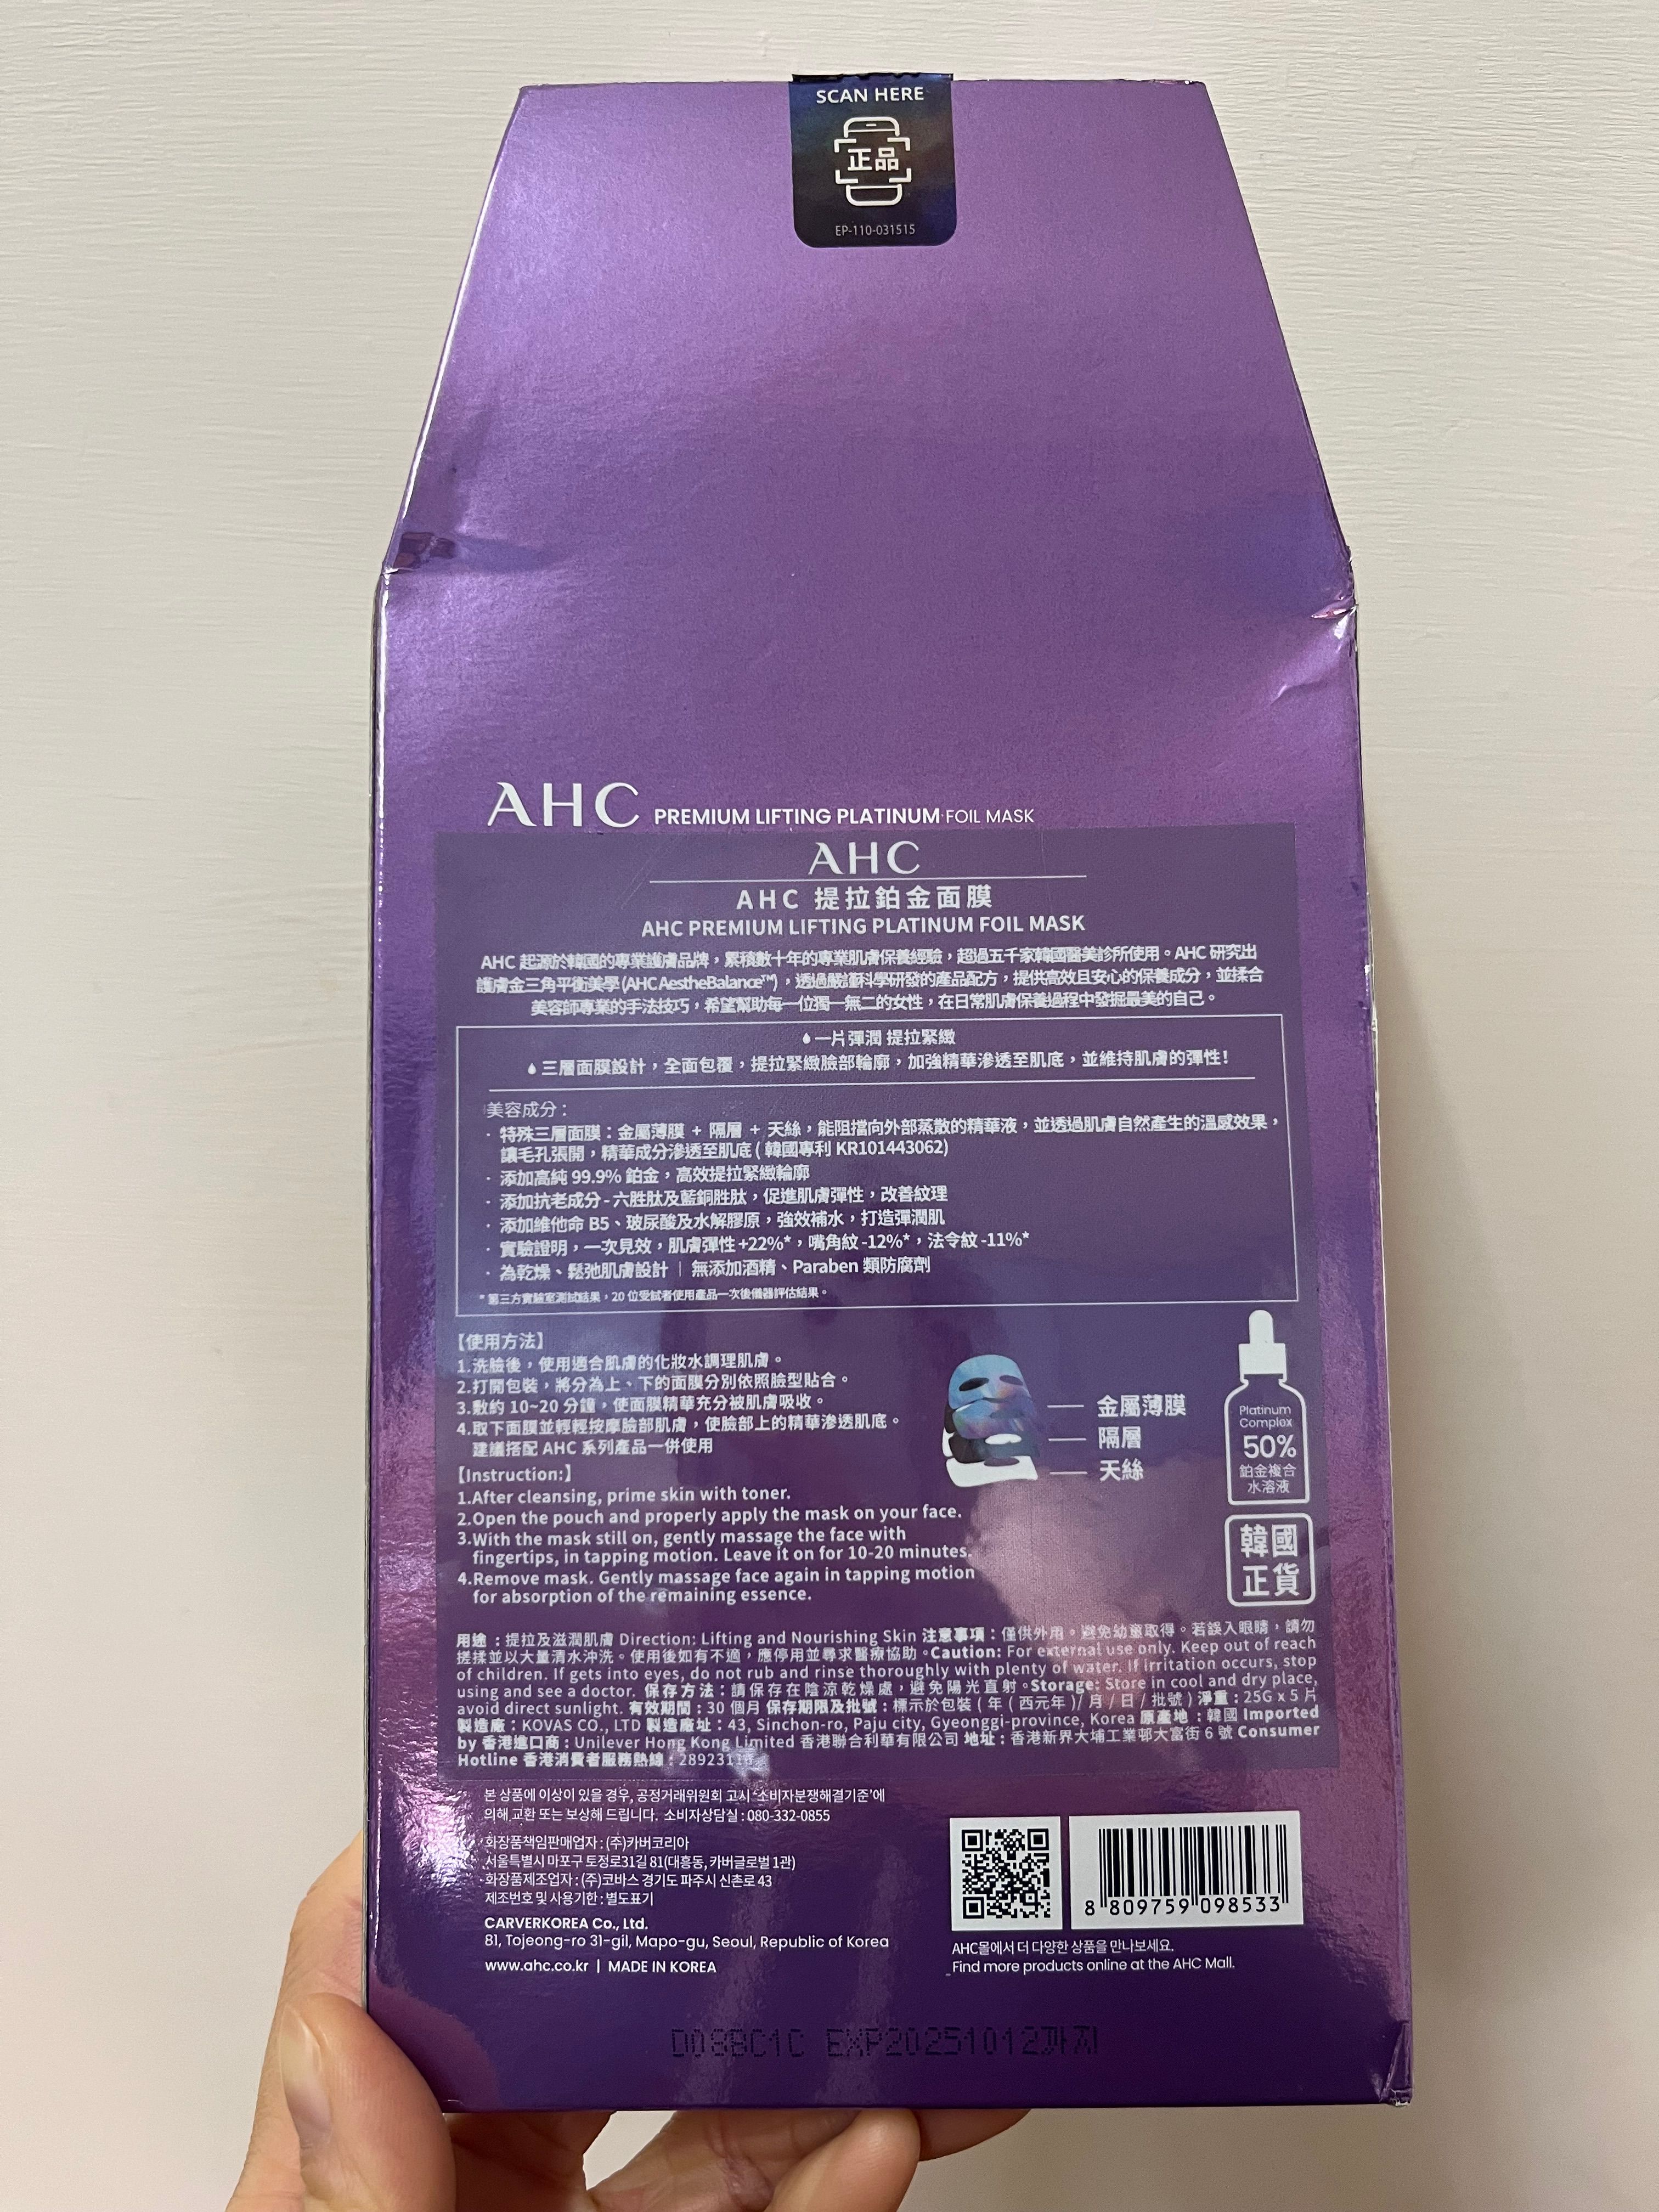 SCAN HERE
正品
EP-110-031515
AHC PREMIUM LIFTING PLATINUM FOIL MASK
AHC
AHC 提拉鉑金面膜
AHC PREMIUM LIFTING PLATINUM FOIL MASK
AHC 起源於韓國的專業護膚品牌，累積數十年的專業肌膚保養經驗，超過五千家韓國醫美診所使用。AHC 研究出
護膚金三角平衡美學 (AHC AestheBalance™)，透過嚴謹科學研發的產品配方，提供高效且安心的保養成分，並揉合
美容師專業的手法技巧，希望幫助每一位獨一無二的女性，在日常肌膚保養過程中發掘最美的自己。
一片彈潤 提拉緊緻
三層面膜設計，全面包覆，提拉緊緻臉部輪廓，加強精華滲透至肌底，並維持肌膚的彈性！
美容成分：
· 特殊三層面膜：金屬薄膜 + 隔層 + 天絲，能阻擋向外部蒸散的精華液，並透過肌膚自然產生的溫感效果，
讓毛孔張開，精華成分滲透至肌底 ( 韓國專利 KR101443062)
· 添加高純 99.9% 鉑金，高效提拉緊緻輪廓
· 添加抗老成分 - 六胜肽及藍銅胜肽，促進肌膚彈性，改善紋理
· 添加維他命 B5、玻尿酸及水解膠原，強效補水，打造彈潤肌
· 實驗證明，一次見效，肌膚彈性 +22%*，嘴角紋 -12%*，法令紋 -11%*
· 為乾燥、鬆弛肌膚設計 | 無添加酒精、Paraben 類防腐劑
* 第三方實驗室測試結果，20 位受試者使用產品一次後儀器評估結果。
【使用方法】
1.洗臉後，使用適合肌膚的化妝水調理肌膚。
2.打開包裝，將分為上、下的面膜分別依照臉型貼合。
3.敷約 10~20 分鐘，使面膜精華充分被肌膚吸收。
4.取下面膜並輕輕按摩臉部肌膚，使臉部上的精華滲透肌底。
建議搭配 AHC 系列產品一併使用
金屬薄膜
隔層
天絲
Platinum
Complex
50%
鉑金複合
水溶液
韓國
正貨
【Instruction:】
1.After cleansing, prime skin with toner.
2.Open the pouch and properly apply the mask on your face.
3.With the mask still on, gently massage the face with
fingertips, in tapping motion. Leave it on for 10-20 minutes.
4.Remove mask. Gently massage face again in tapping motion
for absorption of the remaining essence.
用途：提拉及滋潤肌膚 Direction: Lifting and Nourishing Skin 注意事項：僅供外用。避免幼童取得。若誤入眼睛，請勿
搓揉並以大量清水沖洗。使用後如有不適，應停用並尋求醫療協助。Caution: For external use only. Keep out of reach
of children. If gets into eyes, do not rub and rinse thoroughly with plenty of water. If irritation occurs, stop
using and see a doctor. 保存方法：請保存在陰涼乾燥處，避免陽光直射。Storage: Store in cool and dry place,
avoid direct sunlight. 有效期間：30 個月 保存期限及批號：標示於包裝 ( 年 ( 西元年 )/ 月 / 日 / 批號 ) 淨重：25G x 5 片
製造廠：KOVAS CO., LTD 製造廠址：43, Sinchon-ro, Paju city, Gyeonggi-province, Korea 原產地：韓國 Imported
by 香港進口商：Unilever Hong Kong Limited 香港聯合利華有限公司 地址：香港新界大埔工業邨大富街 6 號 Consumer
Hotline 香港消費者服務熱線：
본 상품에 이상이 있을 경우, 공정거래위원회 고시 '소비자분쟁해결기준'에
의해 교환 또는 보상해 드립니다. 소비자상담실 : 080-332-0855
화장품책임판매업자 : (주)카버코리아
서울특별시 마포구 토정로31길 81(대흥동, 카버글로벌 1관)
화장품제조업자 : (주)코바스 경기도 파주시 신촌로 43
제조번호 및 사용기한 : 별도표기
CARVERKOREA Co., Ltd.
81, Tojeong-ro 31-gil, Mapo-gu, Seoul, Republic of Korea
www.ahc.co.kr | MADE IN KOREA
8 809759 098533
AHC몰에서 더 다양한 상품을 만나보세요.
Find more products online at the AHC Mall.
D08BC1C EXP20251012까지